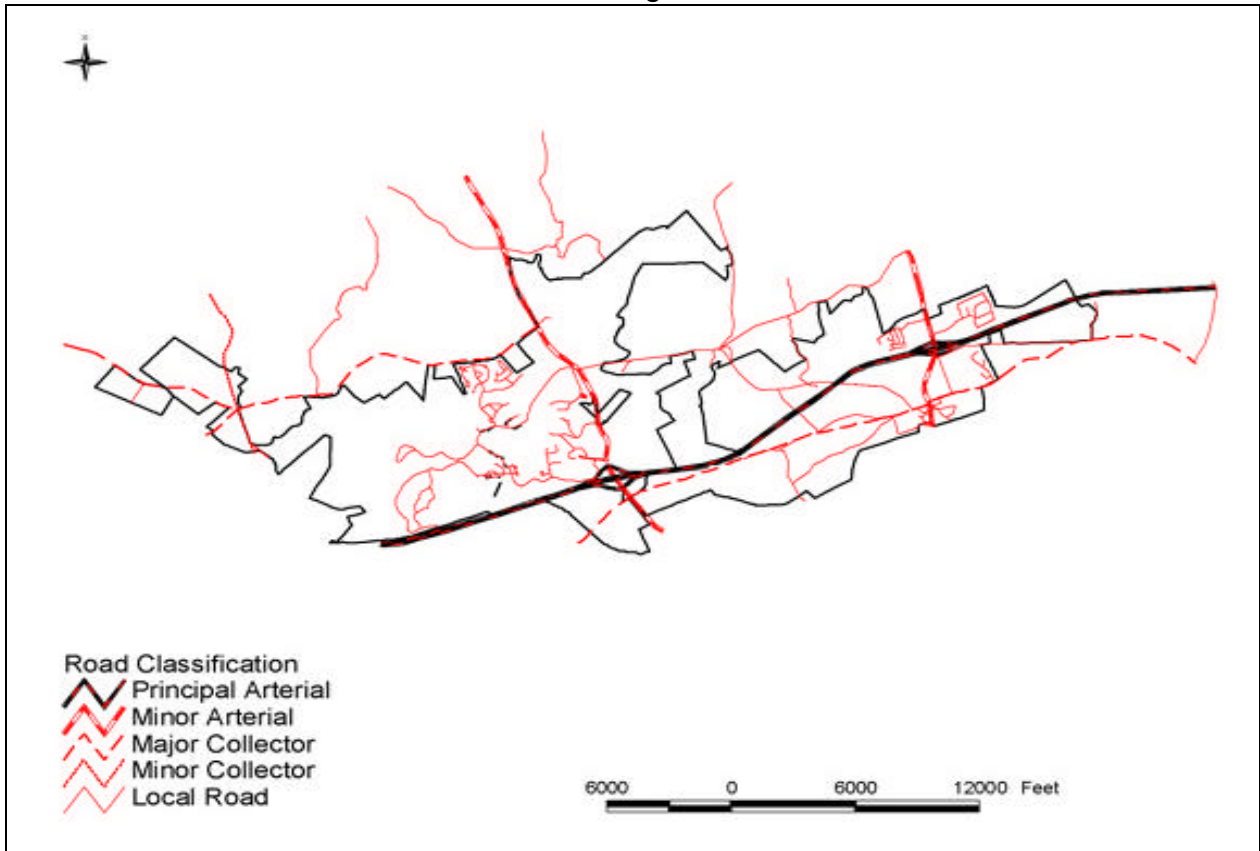 Road Classification
Principal Arterial
Minor Arterial
Major Collector
Minor Collector
Local Road
6000 0 6000 12000 Feet